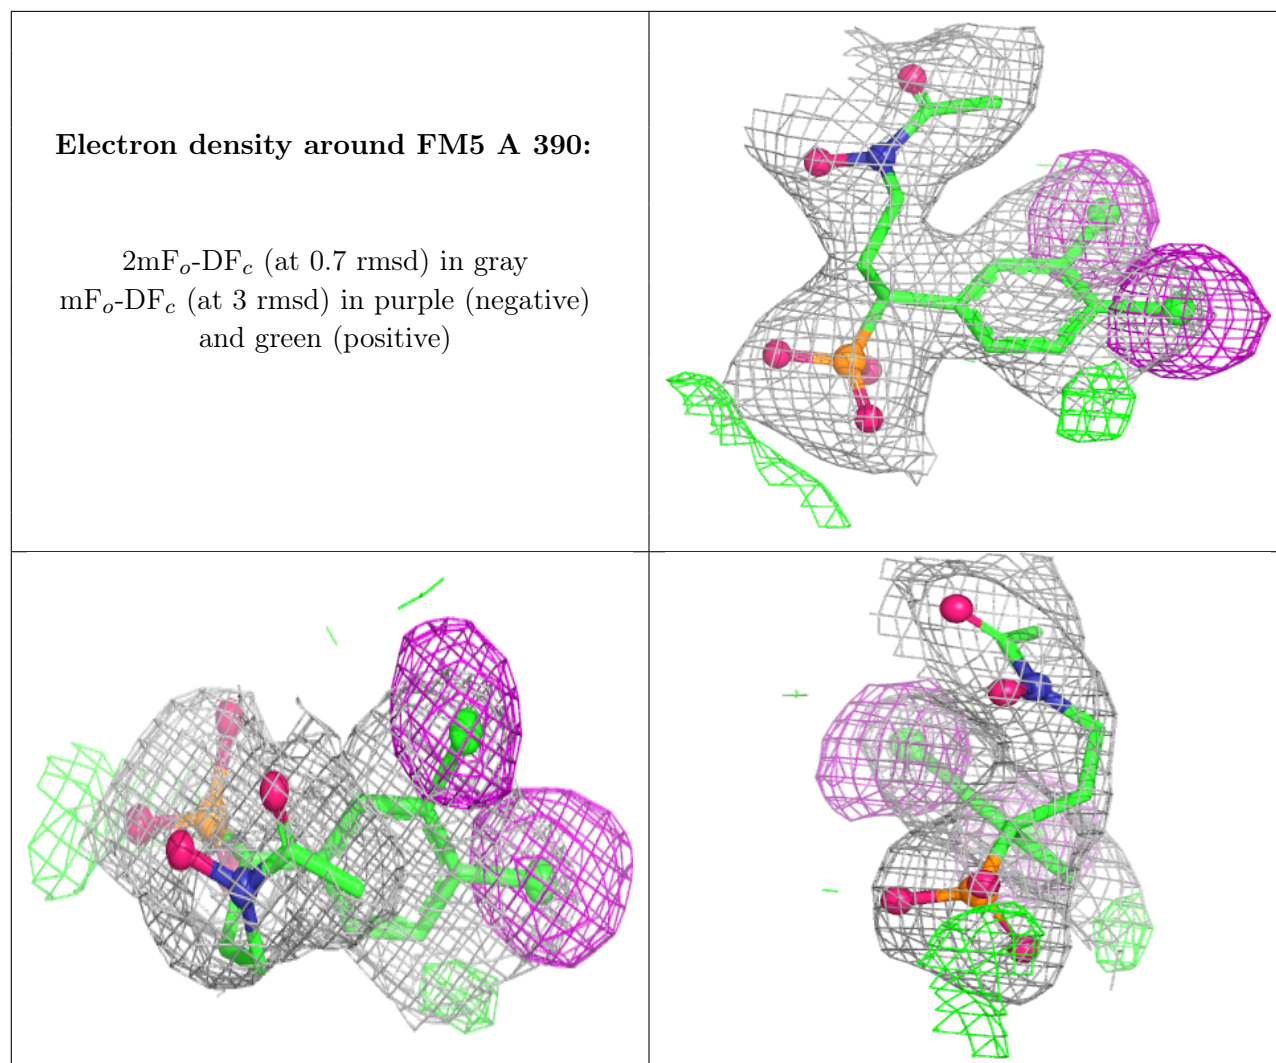 Electron density around FM5 A 390:
2mFo-DFc (at 0.7 rmsd) in gray
mFo-DFc (at 3 rmsd) in purple (negative)
and green (positive)